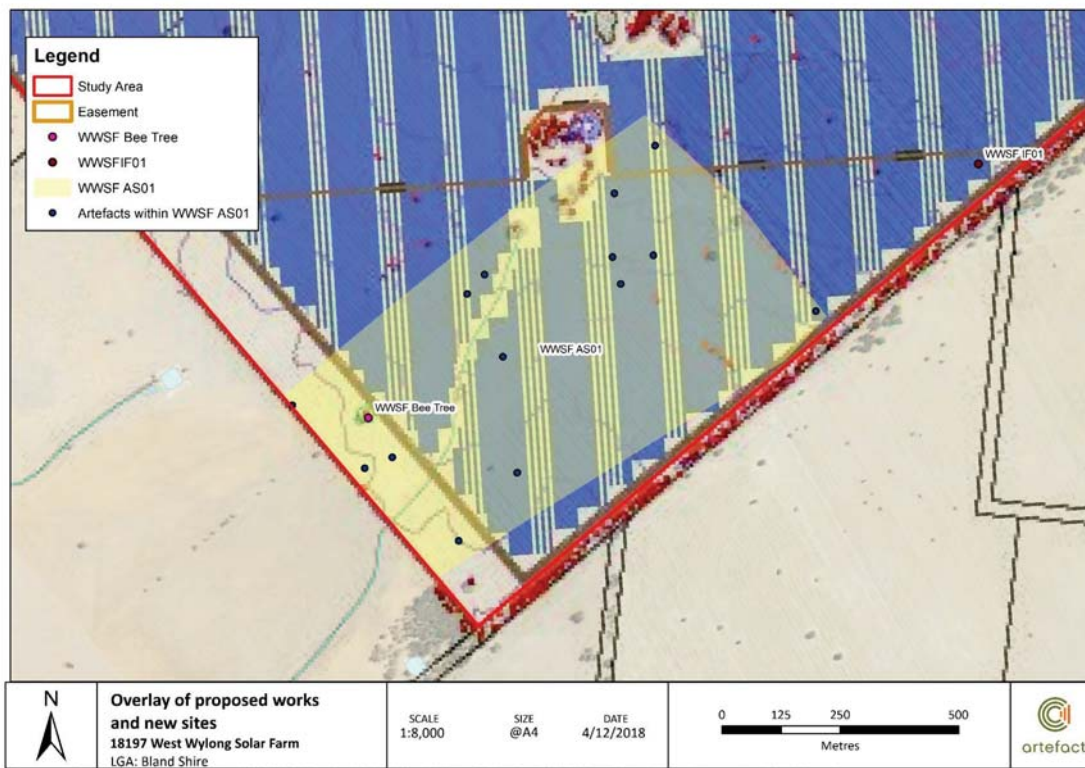 Legend
Study Area
Easement
WWSF Bee Tree
WWSFIF01
WWSF AS01
Artefacts within WWSF AS01
WWSF IF01
WWSF AS01
WWSF Bee Tree
N
Overlay of proposed works
and new sites
18197 West Wylong Solar Farm
LGA: Bland Shire
SCALE
1:8,000
SIZE
@A4
DATE
4/12/2018
0 125 250 500
Metres
artefact